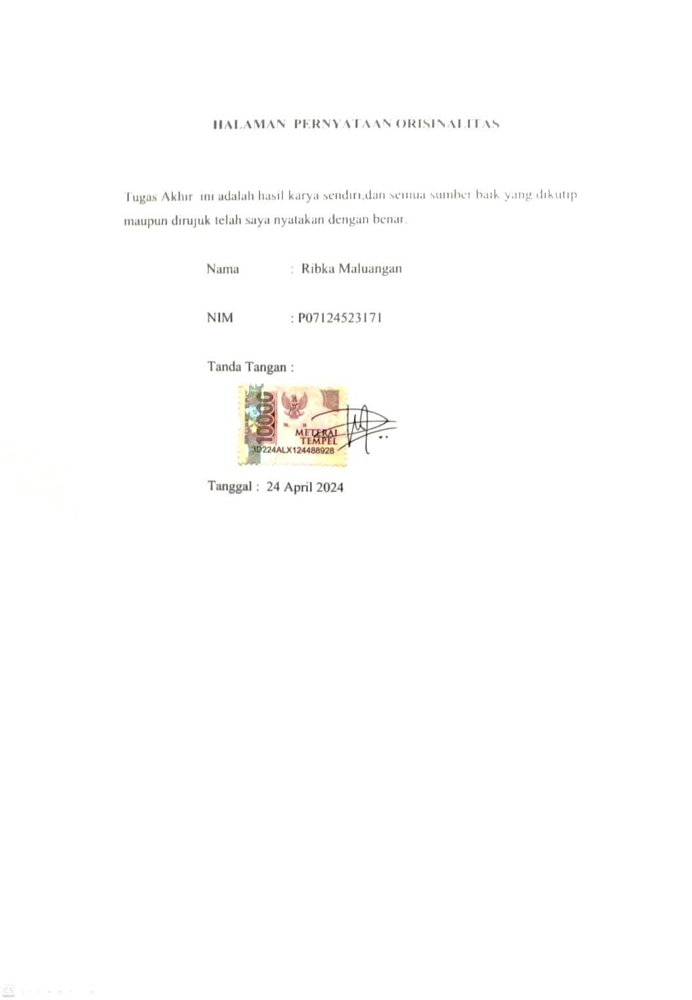 HALAMAN PERNYATAAN ORISINALITAS
Tugas Akhir ini adalah hasil karya sendiri,dan semua sumber baik yang dikutip
maupun dirujuk telah saya nyatakan dengan benar.
Nama : Ribka Maluangan
NIM : P07124523171
Tanda Tangan :
10000
METERAI
TEMPEL
3D224ALX124488928
Tanggal : 24 April 2024
CS